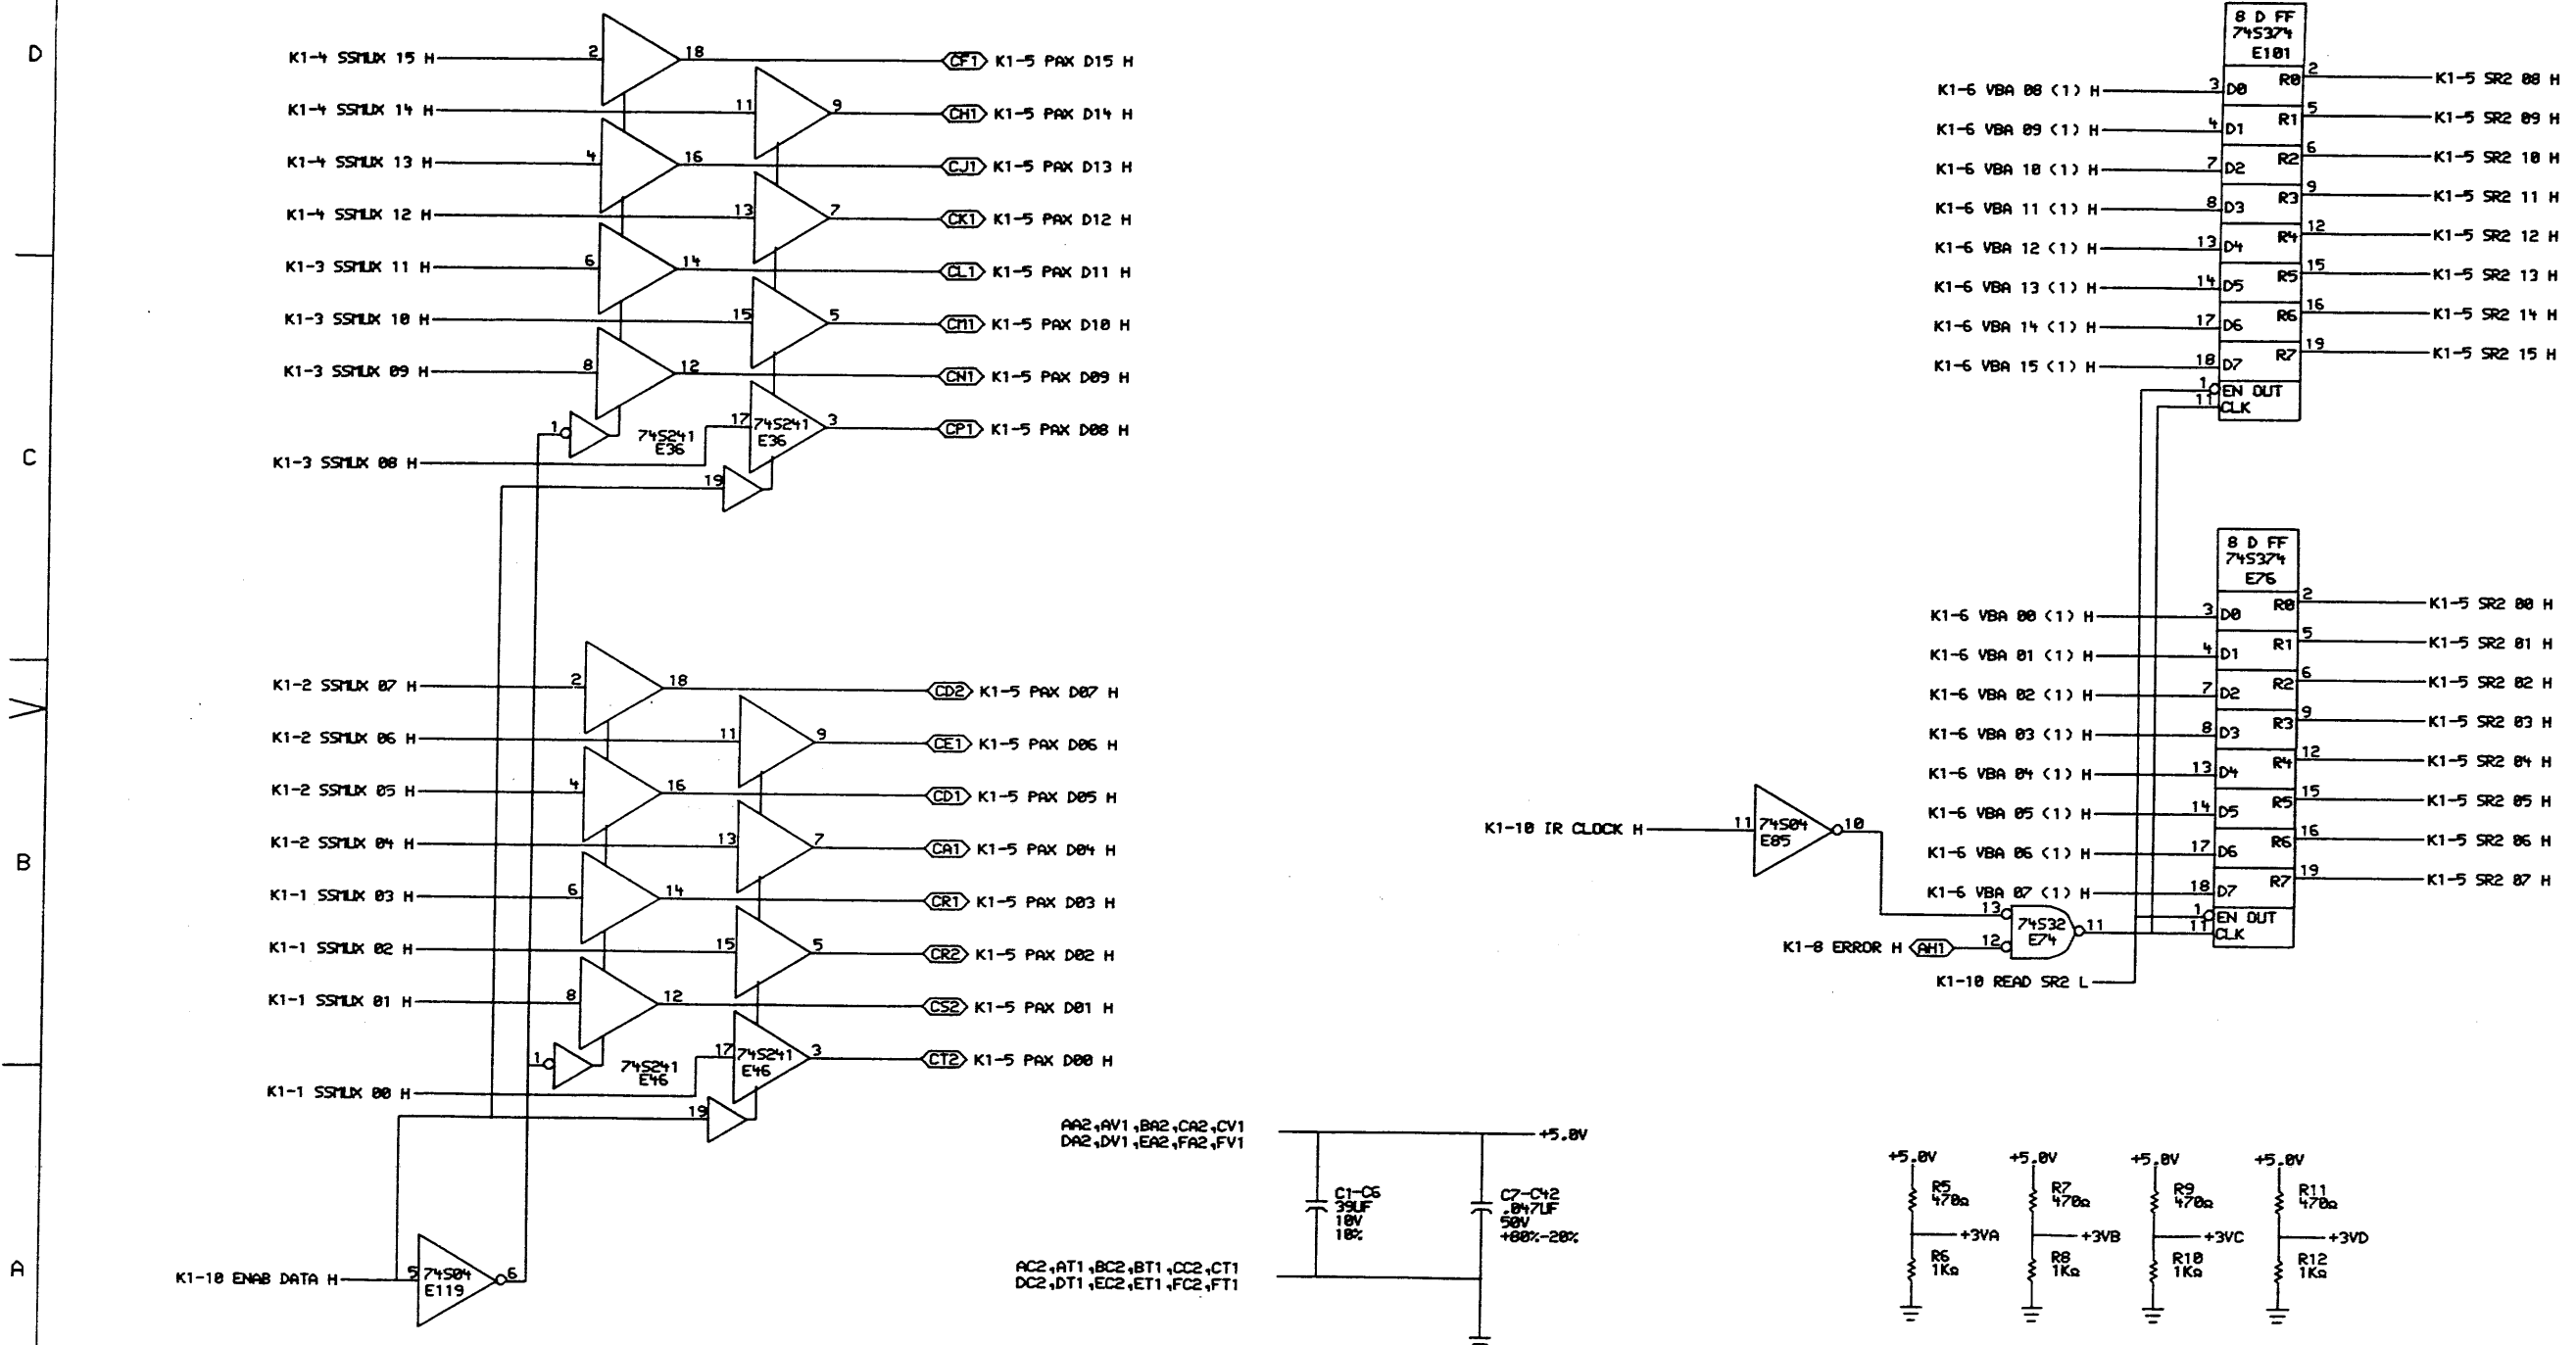 D
C
B
A
K1-4 SSMUX 15 H 2 18 CF1 K1-5 PAX D15 H
K1-4 SSMUX 14 H 11 9 CH1 K1-5 PAX D14 H
K1-4 SSMUX 13 H 4 16 CJ1 K1-5 PAX D13 H
K1-4 SSMUX 12 H 13 7 CK1 K1-5 PAX D12 H
K1-3 SSMUX 11 H 6 14 CL1 K1-5 PAX D11 H
K1-3 SSMUX 10 H 15 5 CM1 K1-5 PAX D10 H
K1-3 SSMUX 09 H 8 12 CN1 K1-5 PAX D09 H
K1-3 SSMUX 08 H 17 74S241 E36 3 CP1 K1-5 PAX D08 H
1 74S241 E36
19
K1-2 SSMUX 07 H 2 18 CD2 K1-5 PAX D07 H
K1-2 SSMUX 06 H 11 9 CE1 K1-5 PAX D06 H
K1-2 SSMUX 05 H 4 16 CD1 K1-5 PAX D05 H
K1-2 SSMUX 04 H 13 7 CA1 K1-5 PAX D04 H
K1-1 SSMUX 03 H 6 14 CR1 K1-5 PAX D03 H
K1-1 SSMUX 02 H 15 5 CR2 K1-5 PAX D02 H
K1-1 SSMUX 01 H 8 12 CS2 K1-5 PAX D01 H
K1-1 SSMUX 00 H 17 74S241 E46 3 CT2 K1-5 PAX D00 H
1 74S241 E46
19
K1-10 ENAB DATA H 5 74S04 E119 6
AA2,AV1,BA2,CA2,CV1
DA2,DV1,EA2,FA2,FV1
+5.0V
C1-C6
39UF
10V
10%
C7-C42
.047UF
50V
+80%-20%
AC2,AT1,BC2,BT1,CC2,CT1
DC2,DT1,EC2,ET1,FC2,FT1
8 D FF
74S374
E101
K1-6 VBA 08 (1) H 3 D0 R0 2 K1-5 SR2 08 H
K1-6 VBA 09 (1) H 4 D1 R1 5 K1-5 SR2 09 H
K1-6 VBA 10 (1) H 7 D2 R2 6 K1-5 SR2 10 H
K1-6 VBA 11 (1) H 8 D3 R3 9 K1-5 SR2 11 H
K1-6 VBA 12 (1) H 13 D4 R4 12 K1-5 SR2 12 H
K1-6 VBA 13 (1) H 14 D5 R5 15 K1-5 SR2 13 H
K1-6 VBA 14 (1) H 17 D6 R6 16 K1-5 SR2 14 H
K1-6 VBA 15 (1) H 18 D7 R7 19 K1-5 SR2 15 H
1 EN OUT
11 CLK
8 D FF
74S374
E76
K1-6 VBA 00 (1) H 3 D0 R0 2 K1-5 SR2 00 H
K1-6 VBA 01 (1) H 4 D1 R1 5 K1-5 SR2 01 H
K1-6 VBA 02 (1) H 7 D2 R2 6 K1-5 SR2 02 H
K1-6 VBA 03 (1) H 8 D3 R3 9 K1-5 SR2 03 H
K1-6 VBA 04 (1) H 13 D4 R4 12 K1-5 SR2 04 H
K1-6 VBA 05 (1) H 14 D5 R5 15 K1-5 SR2 05 H
K1-6 VBA 06 (1) H 17 D6 R6 16 K1-5 SR2 06 H
K1-6 VBA 07 (1) H 18 D7 R7 19 K1-5 SR2 07 H
1 EN OUT
11 CLK
K1-10 IR CLOCK H 11 74S04 E85 10
13 74S32 E74 11
K1-8 ERROR H AH1 12
K1-10 READ SR2 L
+5.0V +5.0V +5.0V +5.0V
R5 470Ω R7 470Ω R9 470Ω R11 470Ω
+3VA +3VB +3VC +3VD
R6 1KΩ R8 1KΩ R10 1KΩ R12 1KΩ